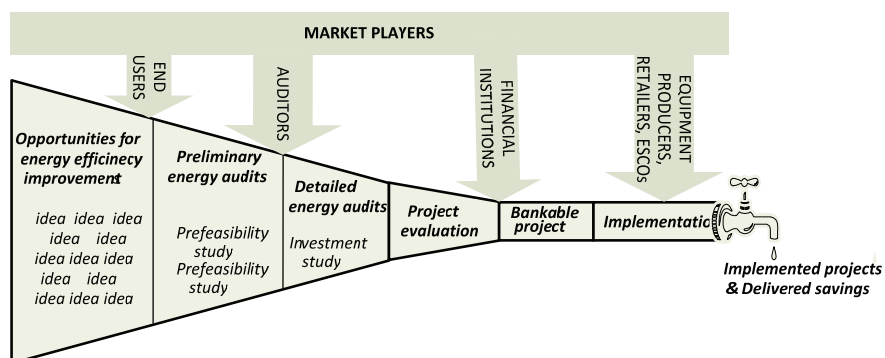 MARKET PLAYERS
END
USERS
AUDITORS
FINANCIAL
INSTITUTIONS
EQUIPMENT
PRODUCERS,
RETAILERS, ESCOs
Opportunities for
energy efficinecy
improvement
idea idea idea
idea idea
idea idea idea
idea idea
idea idea idea
Preliminary
energy audits
Prefeasibility
study
Prefeasibility
study
Detailed
energy audits
Investment
study
Project
evaluation
Bankable
project
Implementatio
Implemented projects
& Delivered savings